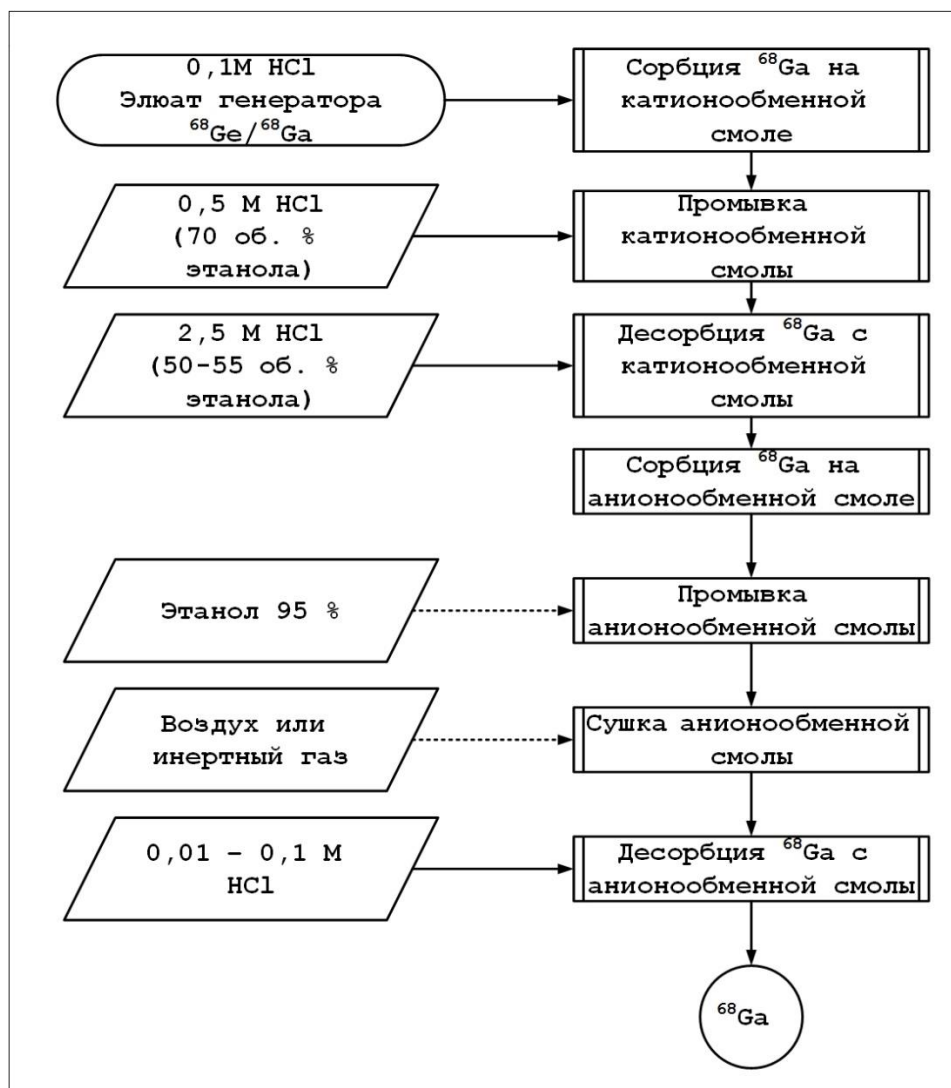 0,1М HCl
Элюат генератора
⁶⁸Ge/⁶⁸Ga
Сорбция ⁶⁸Ga на
катионообменной
смоле
0,5 М HCl
(70 об. %
этанола)
Промывка
катионообменной
смолы
2,5 М HCl
(50-55 об. %
этанола)
Десорбция ⁶⁸Ga с
катионообменной
смолы
Сорбция ⁶⁸Ga на
анионообменной смоле
Этанол 95 %
Промывка
анионообменной смолы
Воздух или
инертный газ
Сушка анионообменной
смолы
0,01 – 0,1 М
HCl
Десорбция ⁶⁸Ga с
анионообменной смолы
⁶⁸Ga